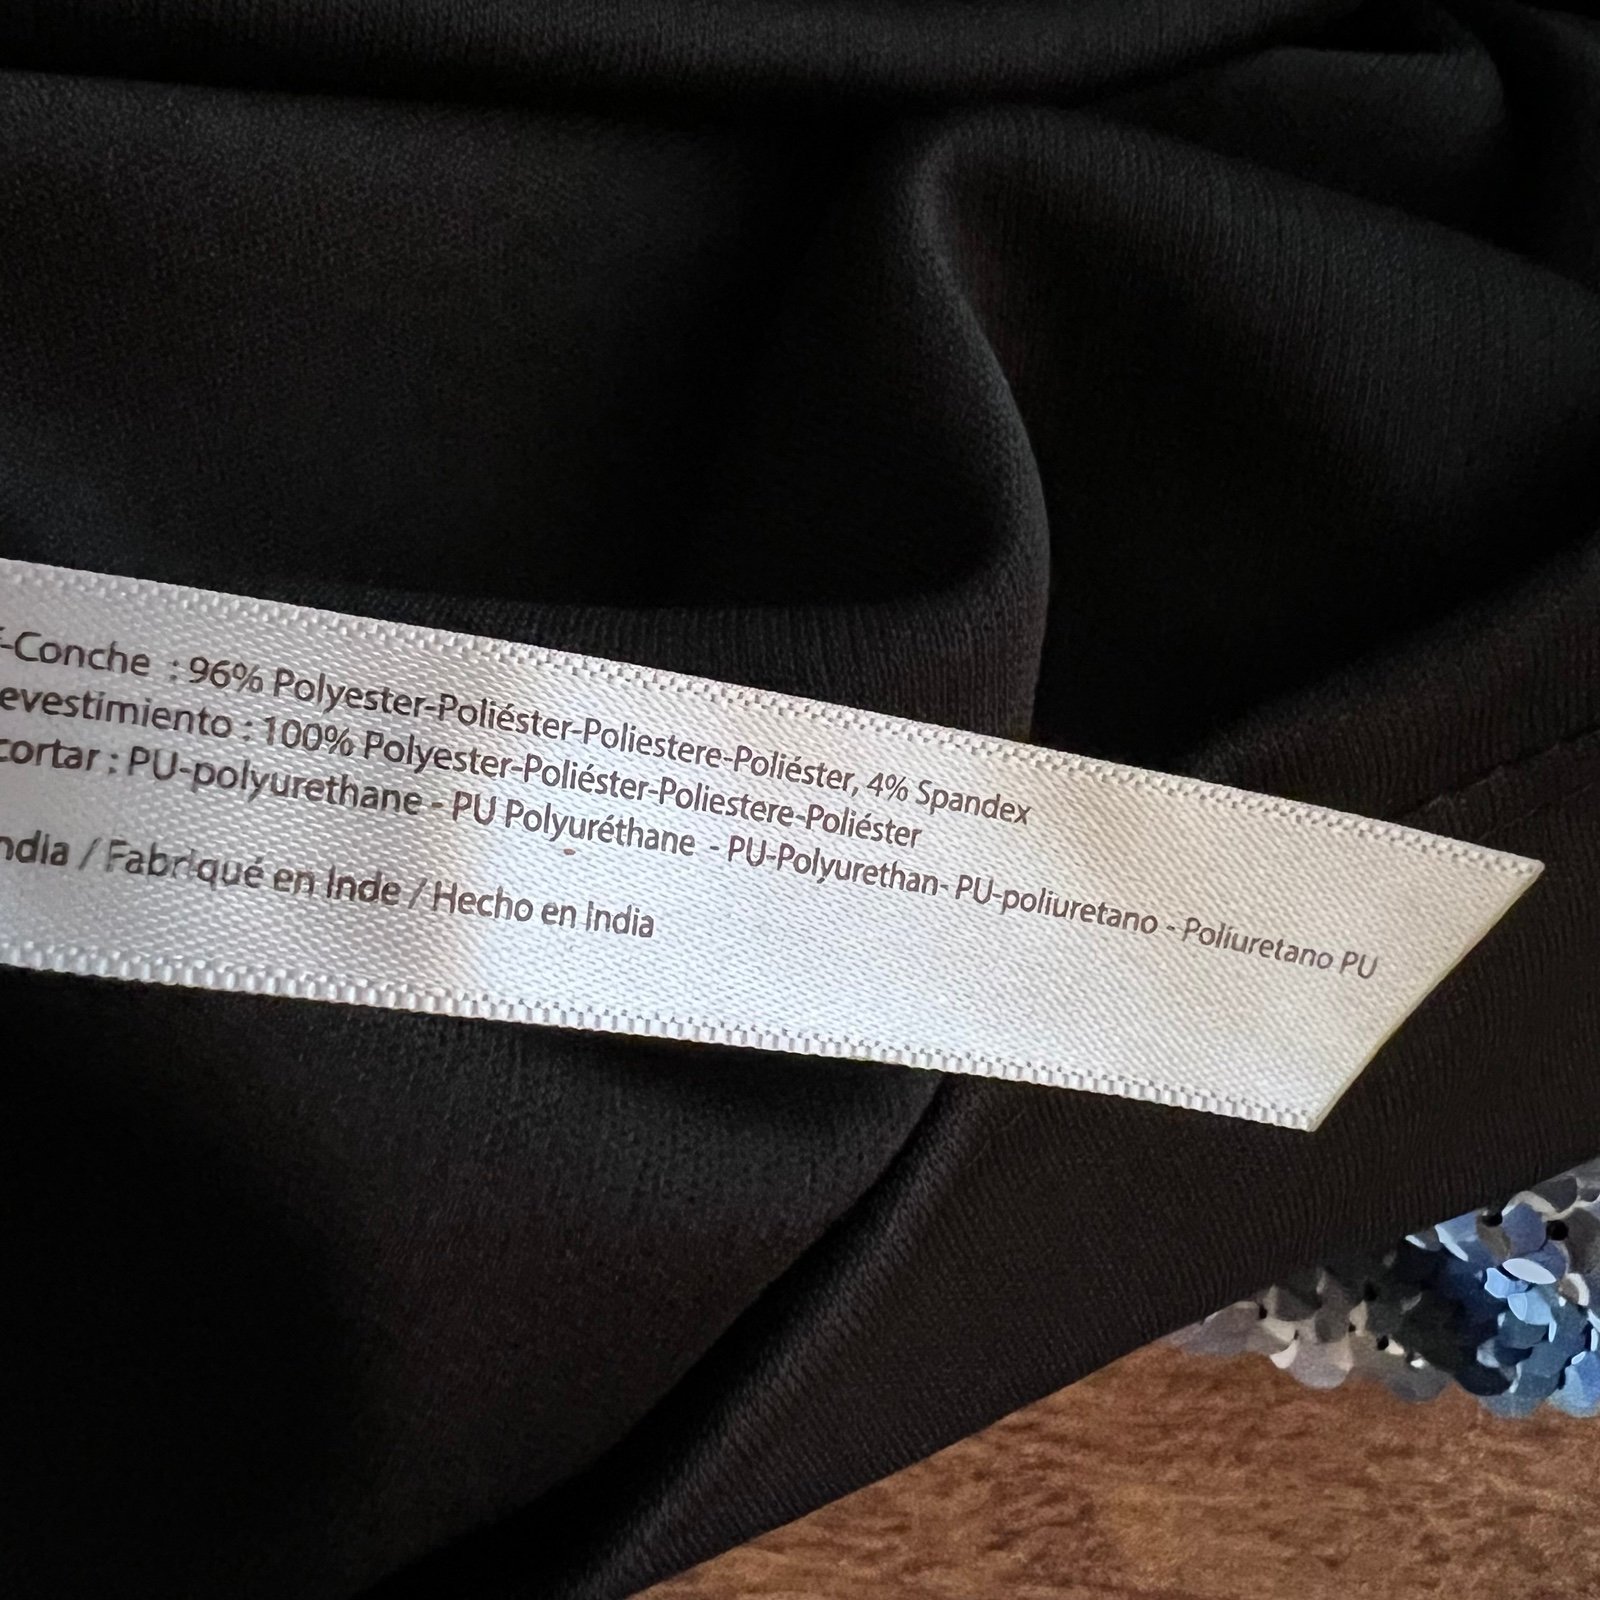 -Conche : 96% Polyester-Poliéster-Poliestere-Poliéster, 4% Spandex
evestimiento : 100% Polyester-Poliéster-Poliestere-Poliéster
cortar : PU-polyurethane - PU Polyuréthane - PU-Polyurethan- PU-poliuretano - Poliuretano PU
ndia / Fabriqué en Inde / Hecho en India